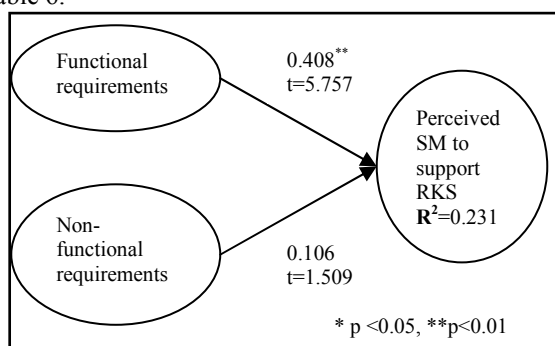 able 6.
Functional
requirements
0.408**
t=5.757
Perceived
SM to
support
RKS
R²=0.231
Non-
functional
requirements
0.106
t=1.509
* p <0.05, **p<0.01